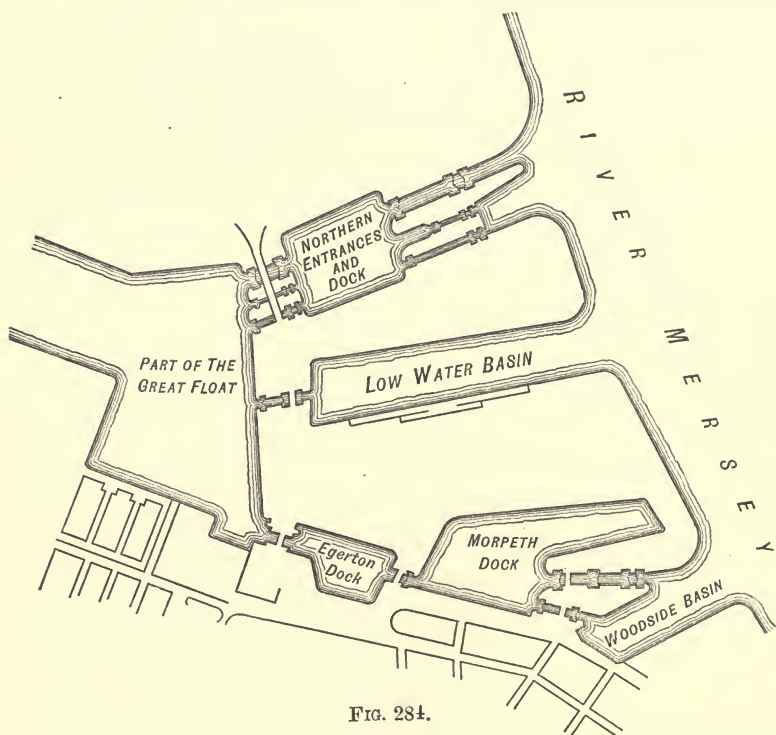 RIVER MERSEY
NORTHERN
ENTRANCES
AND
DOCK
PART OF THE
GREAT FLOAT
LOW WATER BASIN
MORPETH
DOCK
Egerton
Dock
WOODSIDE BASIN
FIG. 284.